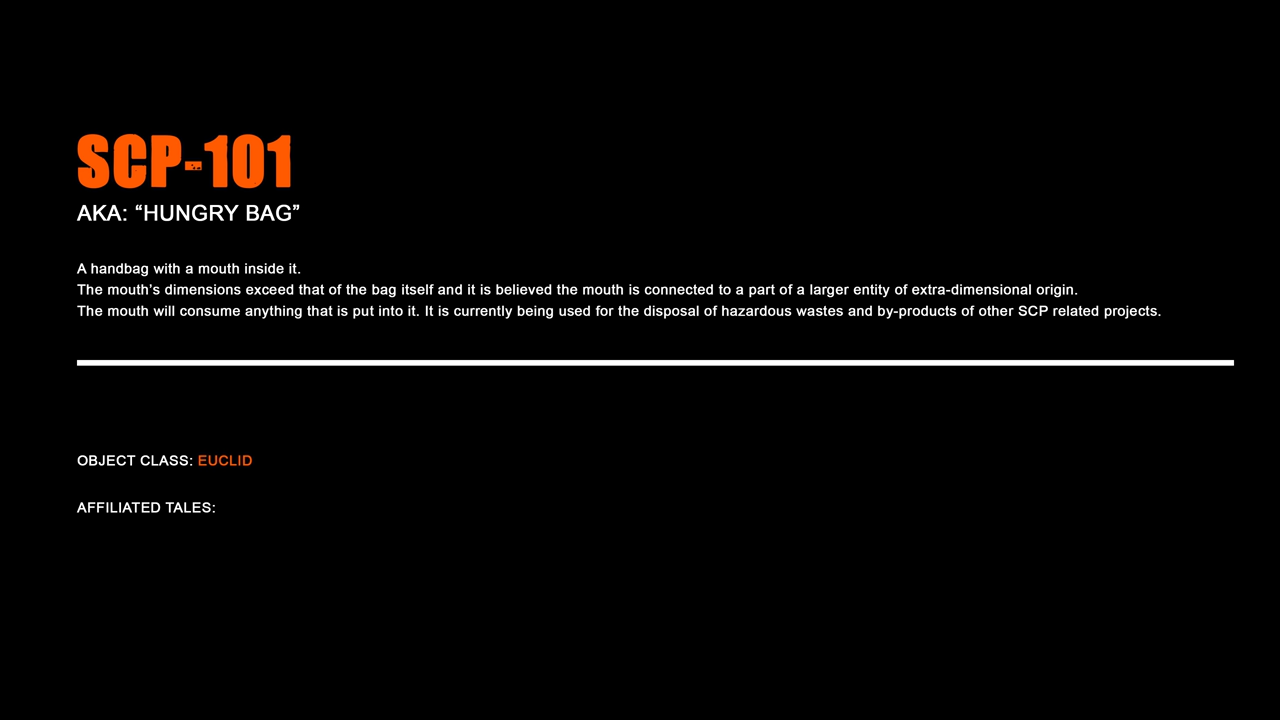 SCP-101
AKA: “HUNGRY BAG”
A handbag with a mouth inside it.
The mouth’s dimensions exceed that of the bag itself and it is believed the mouth is connected to a part of a larger entity of extra-dimensional origin.
The mouth will consume anything that is put into it. It is currently being used for the disposal of hazardous wastes and by-products of other SCP related projects.
OBJECT CLASS: EUCLID
AFFILIATED TALES: